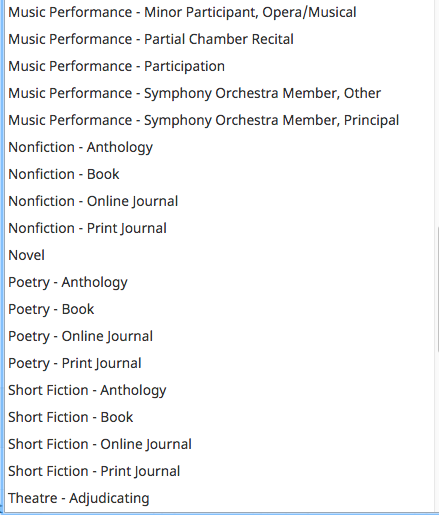 Music Performance - Minor Participant, Opera/Musical
Music Performance - Partial Chamber Recital
Music Performance - Participation
Music Performance - Symphony Orchestra Member, Other
Music Performance - Symphony Orchestra Member, Principal
Nonfiction - Anthology
Nonfiction - Book
Nonfiction - Online Journal
Nonfiction - Print Journal
Novel
Poetry - Anthology
Poetry - Book
Poetry - Online Journal
Poetry - Print Journal
Short Fiction - Anthology
Short Fiction - Book
Short Fiction - Online Journal
Short Fiction - Print Journal
Theatre - Adjudicating